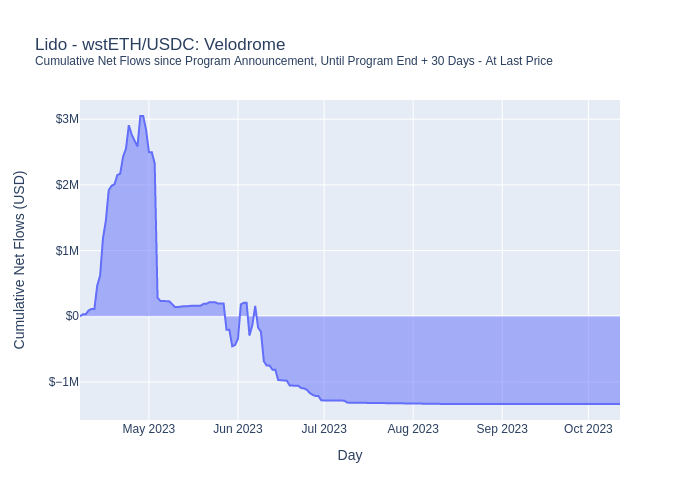 Lido - wstETH/USDC: Velodrome
Cumulative Net Flows since Program Announcement, Until Program End + 30 Days - At Last Price
Cumulative Net Flows (USD)
$3M
$2M
$1M
$0
$−1M
May 2023
Jun 2023
Jul 2023
Aug 2023
Sep 2023
Oct 2023
Day